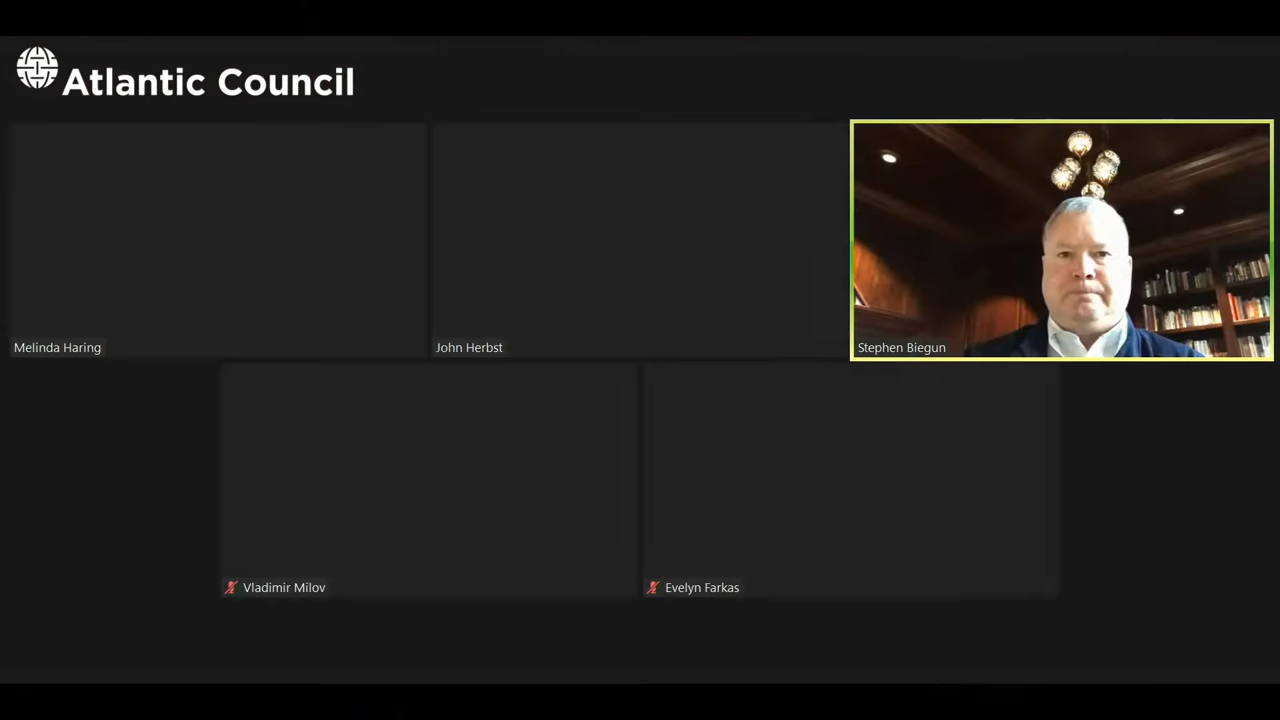 Atlantic Council
Melinda Haring
John Herbst
Stephen Biegun
Vladimir Milov
Evelyn Farkas